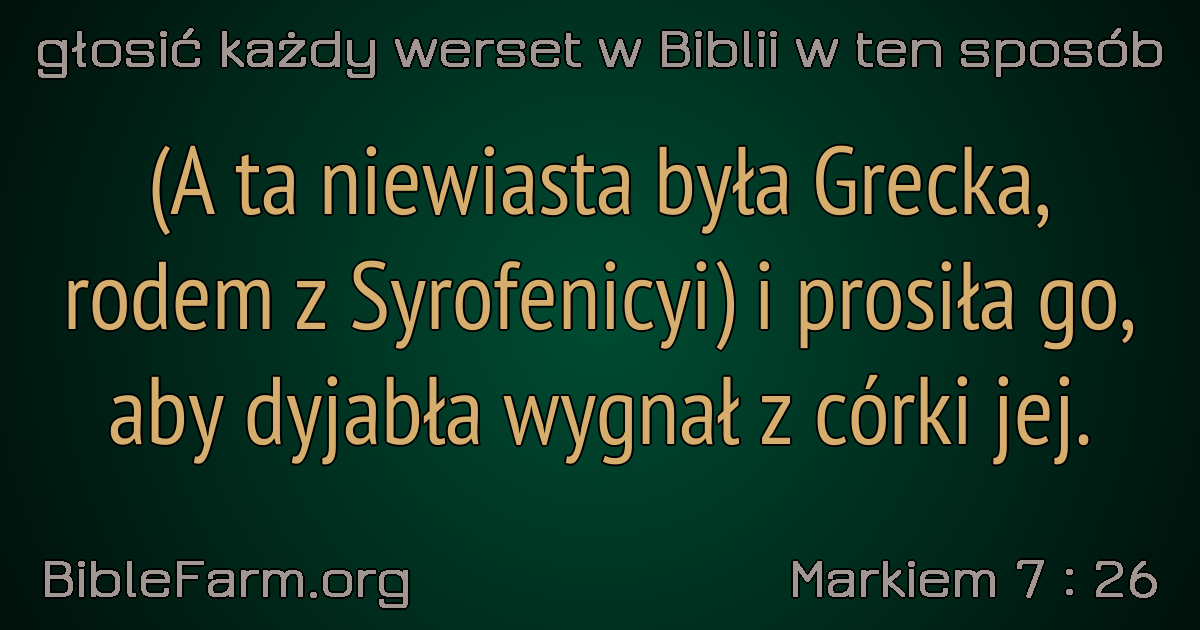 głosić każdy werset w Biblii w ten sposób
(A ta niewiasta była Grecka,
rodem z Syrofenicyi) i prosiła go,
aby dyjabła wygnał z córki jej.
BibleFarm.org
Markiem 7 : 26